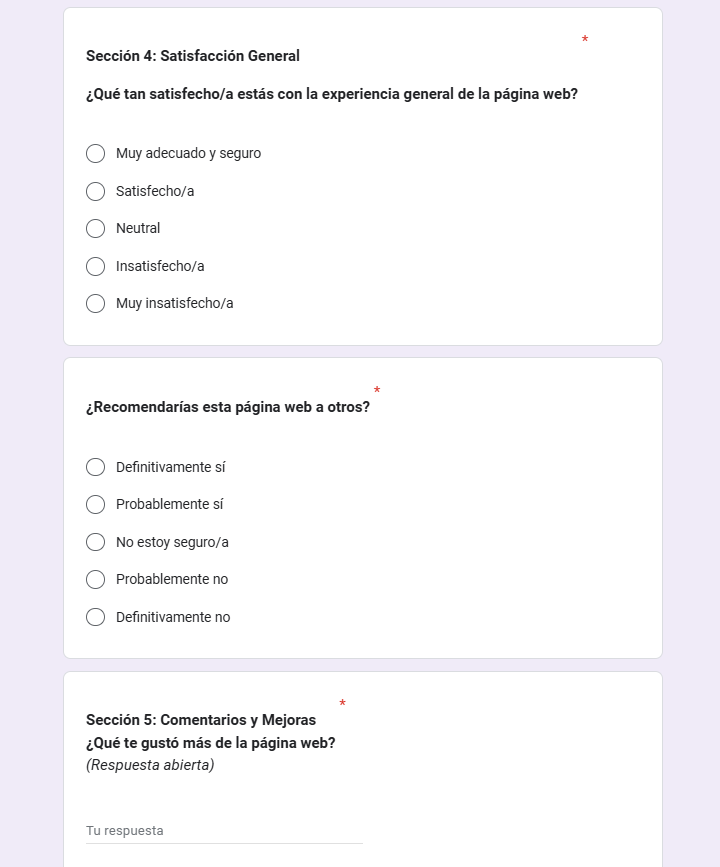 *
Sección 4: Satisfacción General
¿Qué tan satisfecho/a estás con la experiencia general de la página web?
Muy adecuado y seguro
Satisfecho/a
Neutral
Insatisfecho/a
Muy insatisfecho/a
*
¿Recomendarías esta página web a otros?
Definitivamente sí
Probablemente sí
No estoy seguro/a
Probablemente no
Definitivamente no
*
Sección 5: Comentarios y Mejoras
¿Qué te gustó más de la página web?
(Respuesta abierta)
Tu respuesta